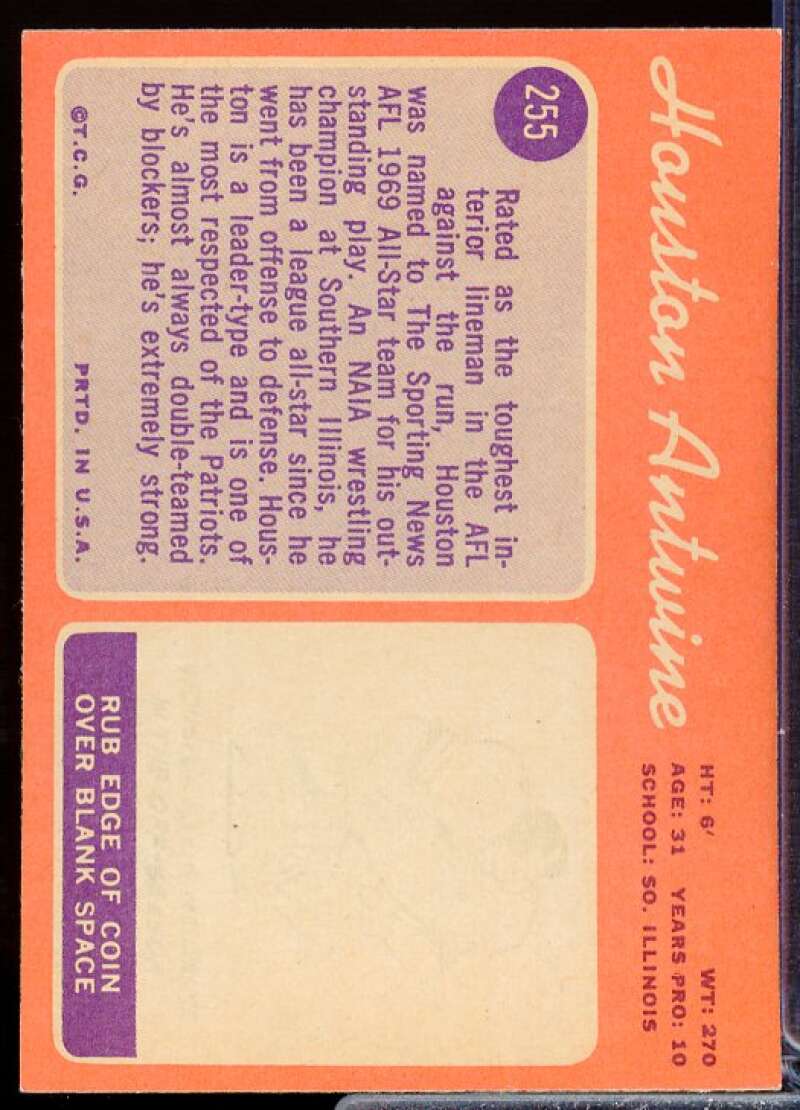 Houston Antwine
HT: 6′ WT: 270
AGE: 31 YEARS PRO: 10
SCHOOL: SO. ILLINOIS
255
Rated as the toughest in-
terior lineman in the AFL
against the run, Houston
was named to The Sporting News
AFL 1969 All-Star team for his out-
standing play. An NAIA wrestling
champion at Southern Illinois, he
has been a league all-star since he
went from offense to defense. Hous-
ton is a leader-type and is one of
the most respected of the Patriots.
He's almost always double-teamed
by blockers; he's extremely strong.
©T.C.G. PRTD. IN U.S.A.
RUB EDGE OF COIN
OVER BLANK SPACE